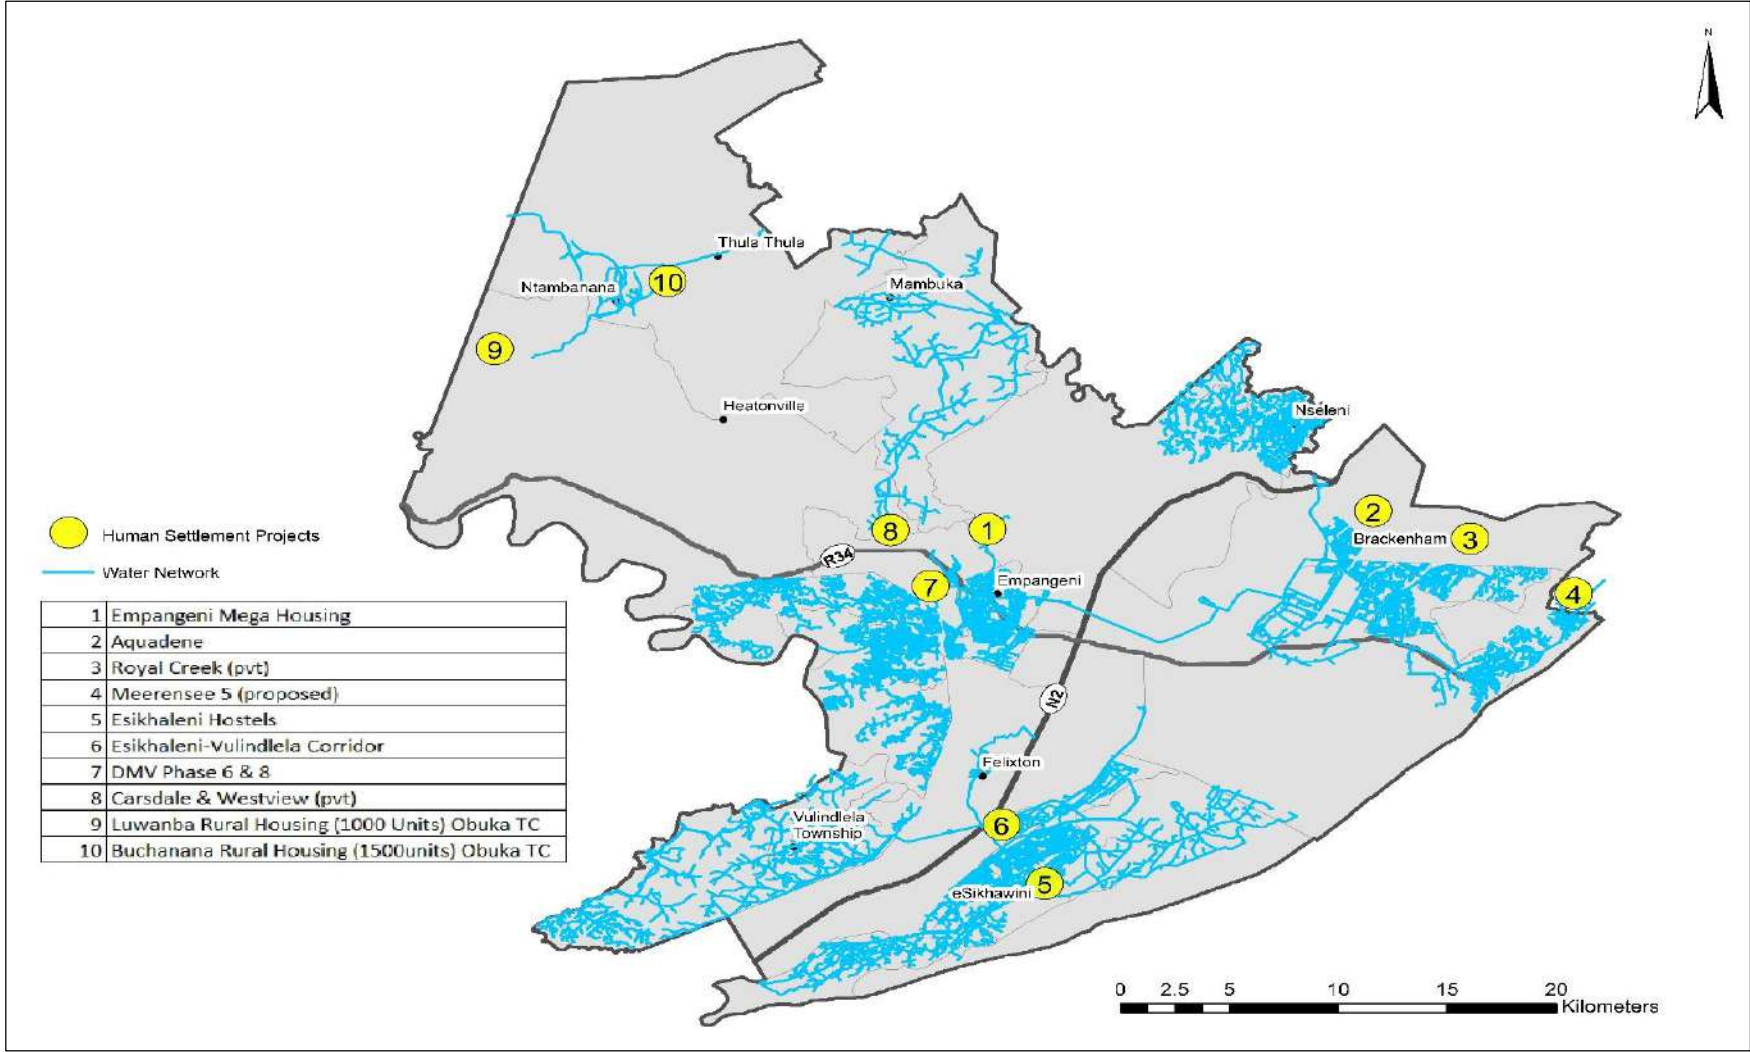 N
Thula Thula
10
Ntambanana
Mambuka
9
Heatonville
Nseleni
2
8
1
Brackenham
3
R34
7
Empangeni
4
N2
Felixton
Vulindlela
Township
6
5
eSikhawini
Human Settlement Projects
Water Network
1 Empangeni Mega Housing
2 Aquadene
3 Royal Creek (pvt)
4 Meerensee 5 (proposed)
5 Esikhaleni Hostels
6 Esikhaleni-Vulindlela Corridor
7 DMV Phase 6 & 8
8 Carsdale & Westview (pvt)
9 Luwanba Rural Housing (1000 Units) Obuka TC
10 Buchanana Rural Housing (1500units) Obuka TC
0 2.5 5 10 15 20
Kilometers